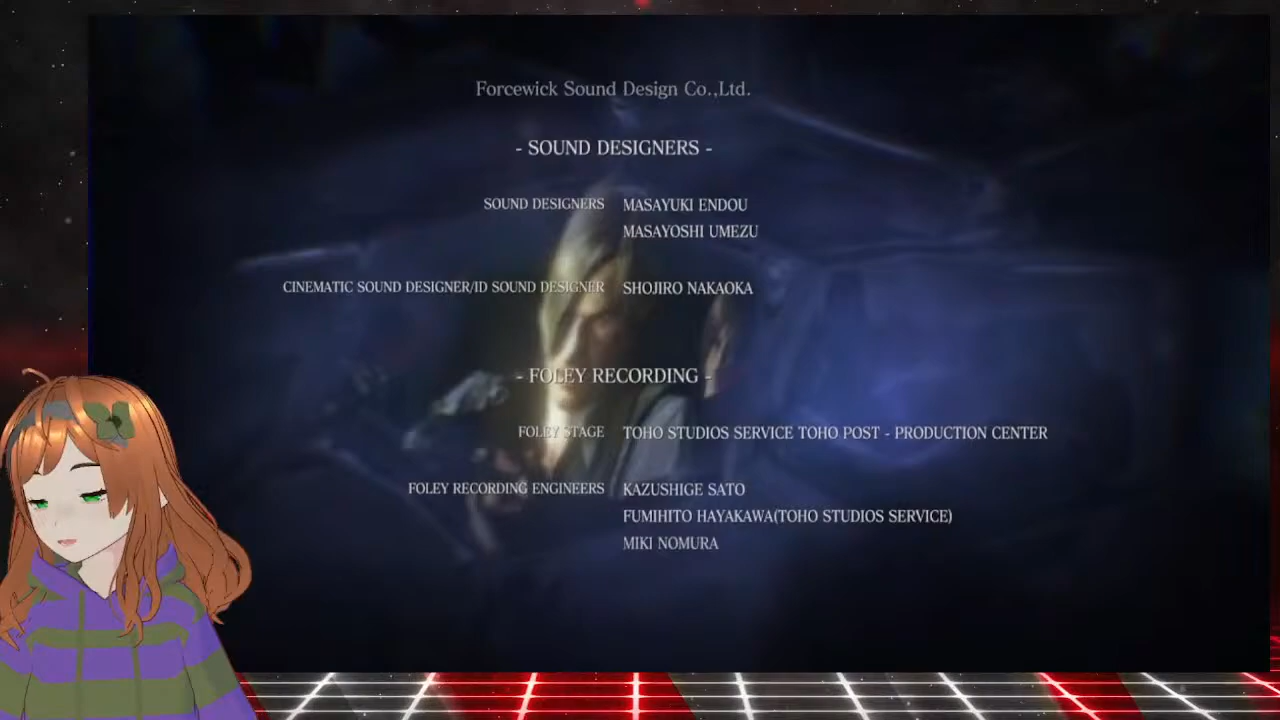 Forcewick Sound Design Co.,Ltd.
- SOUND DESIGNERS -
SOUND DESIGNERS MASAYUKI ENDOU
MASAYOSHI UMEZU
CINEMATIC SOUND DESIGNER/ID SOUND DESIGNER SHOJIRO NAKAOKA
- FOLEY RECORDING -
FOLEY STAGE TOHO STUDIOS SERVICE TOHO POST - PRODUCTION CENTER
FOLEY RECORDING ENGINEERS KAZUSHIGE SATO
FUMIHITO HAYAKAWA(TOHO STUDIOS SERVICE)
MIKI NOMURA